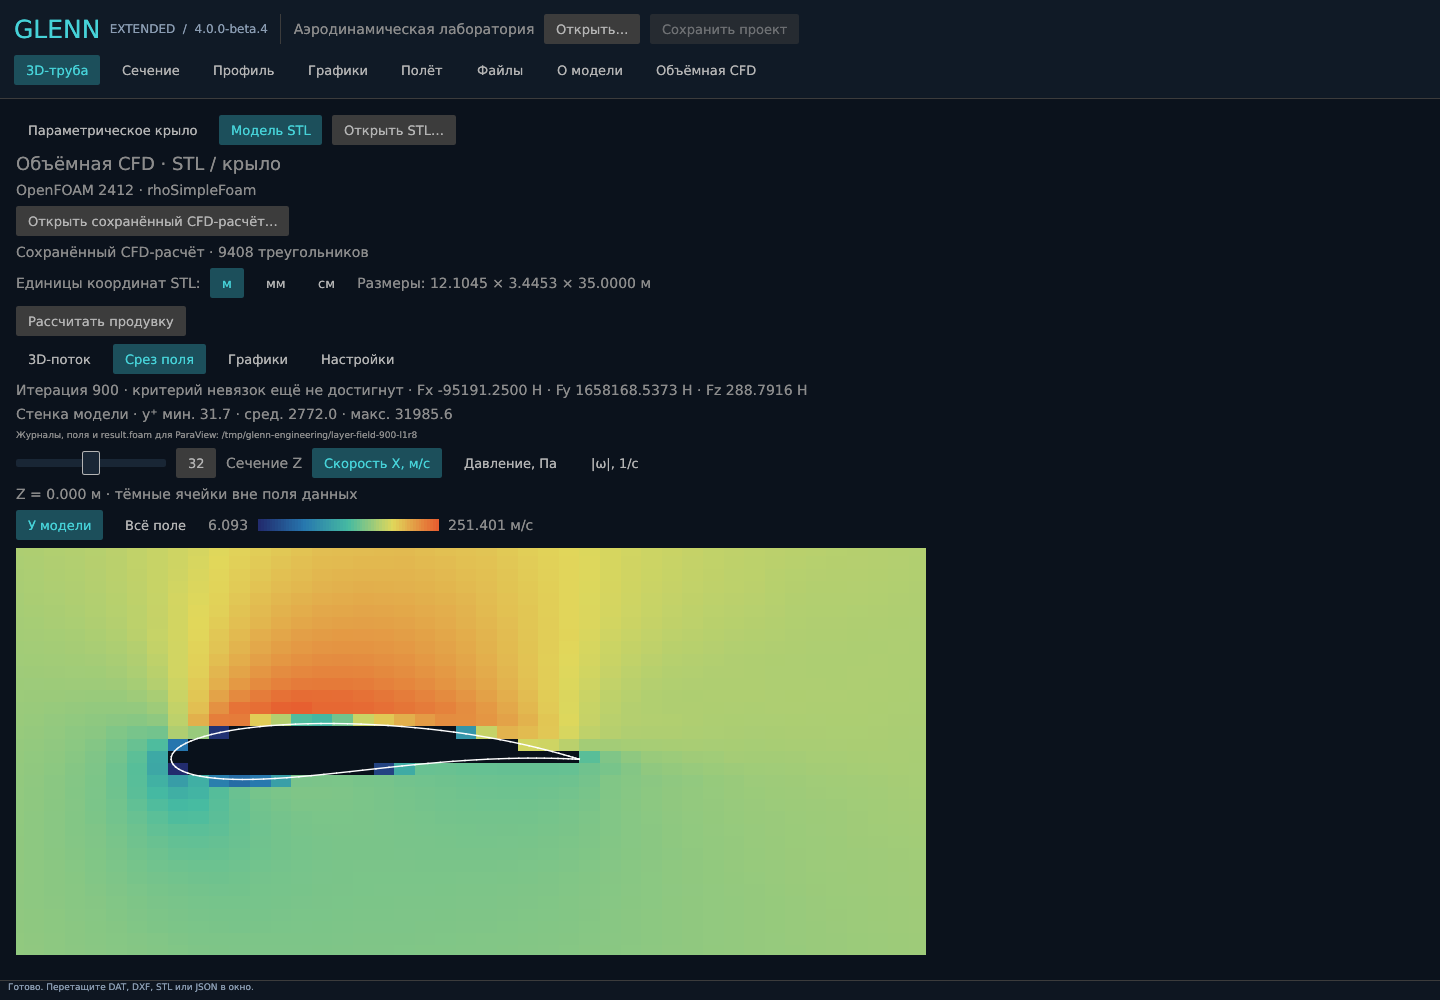 GLENN EXTENDED / 4.0.0-beta.4 Аэродинамическая лаборатория Открыть... Сохранить проект
3D-труба Сечение Профиль Графики Полёт Файлы О модели Объёмная CFD
Параметрическое крыло Модель STL Открыть STL...
Объёмная CFD · STL / крыло
OpenFOAM 2412 · rhoSimpleFoam
Открыть сохранённый CFD-расчёт...
Сохранённый CFD-расчёт · 9408 треугольников
Единицы координат STL: м мм см Размеры: 12.1045 × 3.4453 × 35.0000 м
Рассчитать продувку
3D-поток Срез поля Графики Настройки
Итерация 900 · критерий невязок ещё не достигнут · Fx -95191.2500 Н · Fy 1658168.5373 Н · Fz 288.7916 Н
Стенка модели · y⁺ мин. 31.7 · сред. 2772.0 · макс. 31985.6
Журналы, поля и result.foam для ParaView: /tmp/glenn-engineering/layer-field-900-l1r8
32 Сечение Z Скорость X, м/с Давление, Па |ω|, 1/с
Z = 0.000 м · тёмные ячейки вне поля данных
У модели Всё поле 6.093 251.401 м/с
Готово. Перетащите DAT, DXF, STL или JSON в окно.